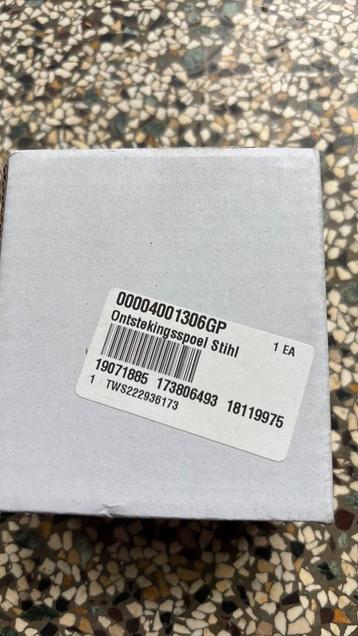 00004001306GP
Ontstekingsspoel Stihl
1 EA
19071885 173806493 18119975
1 TWS222936173